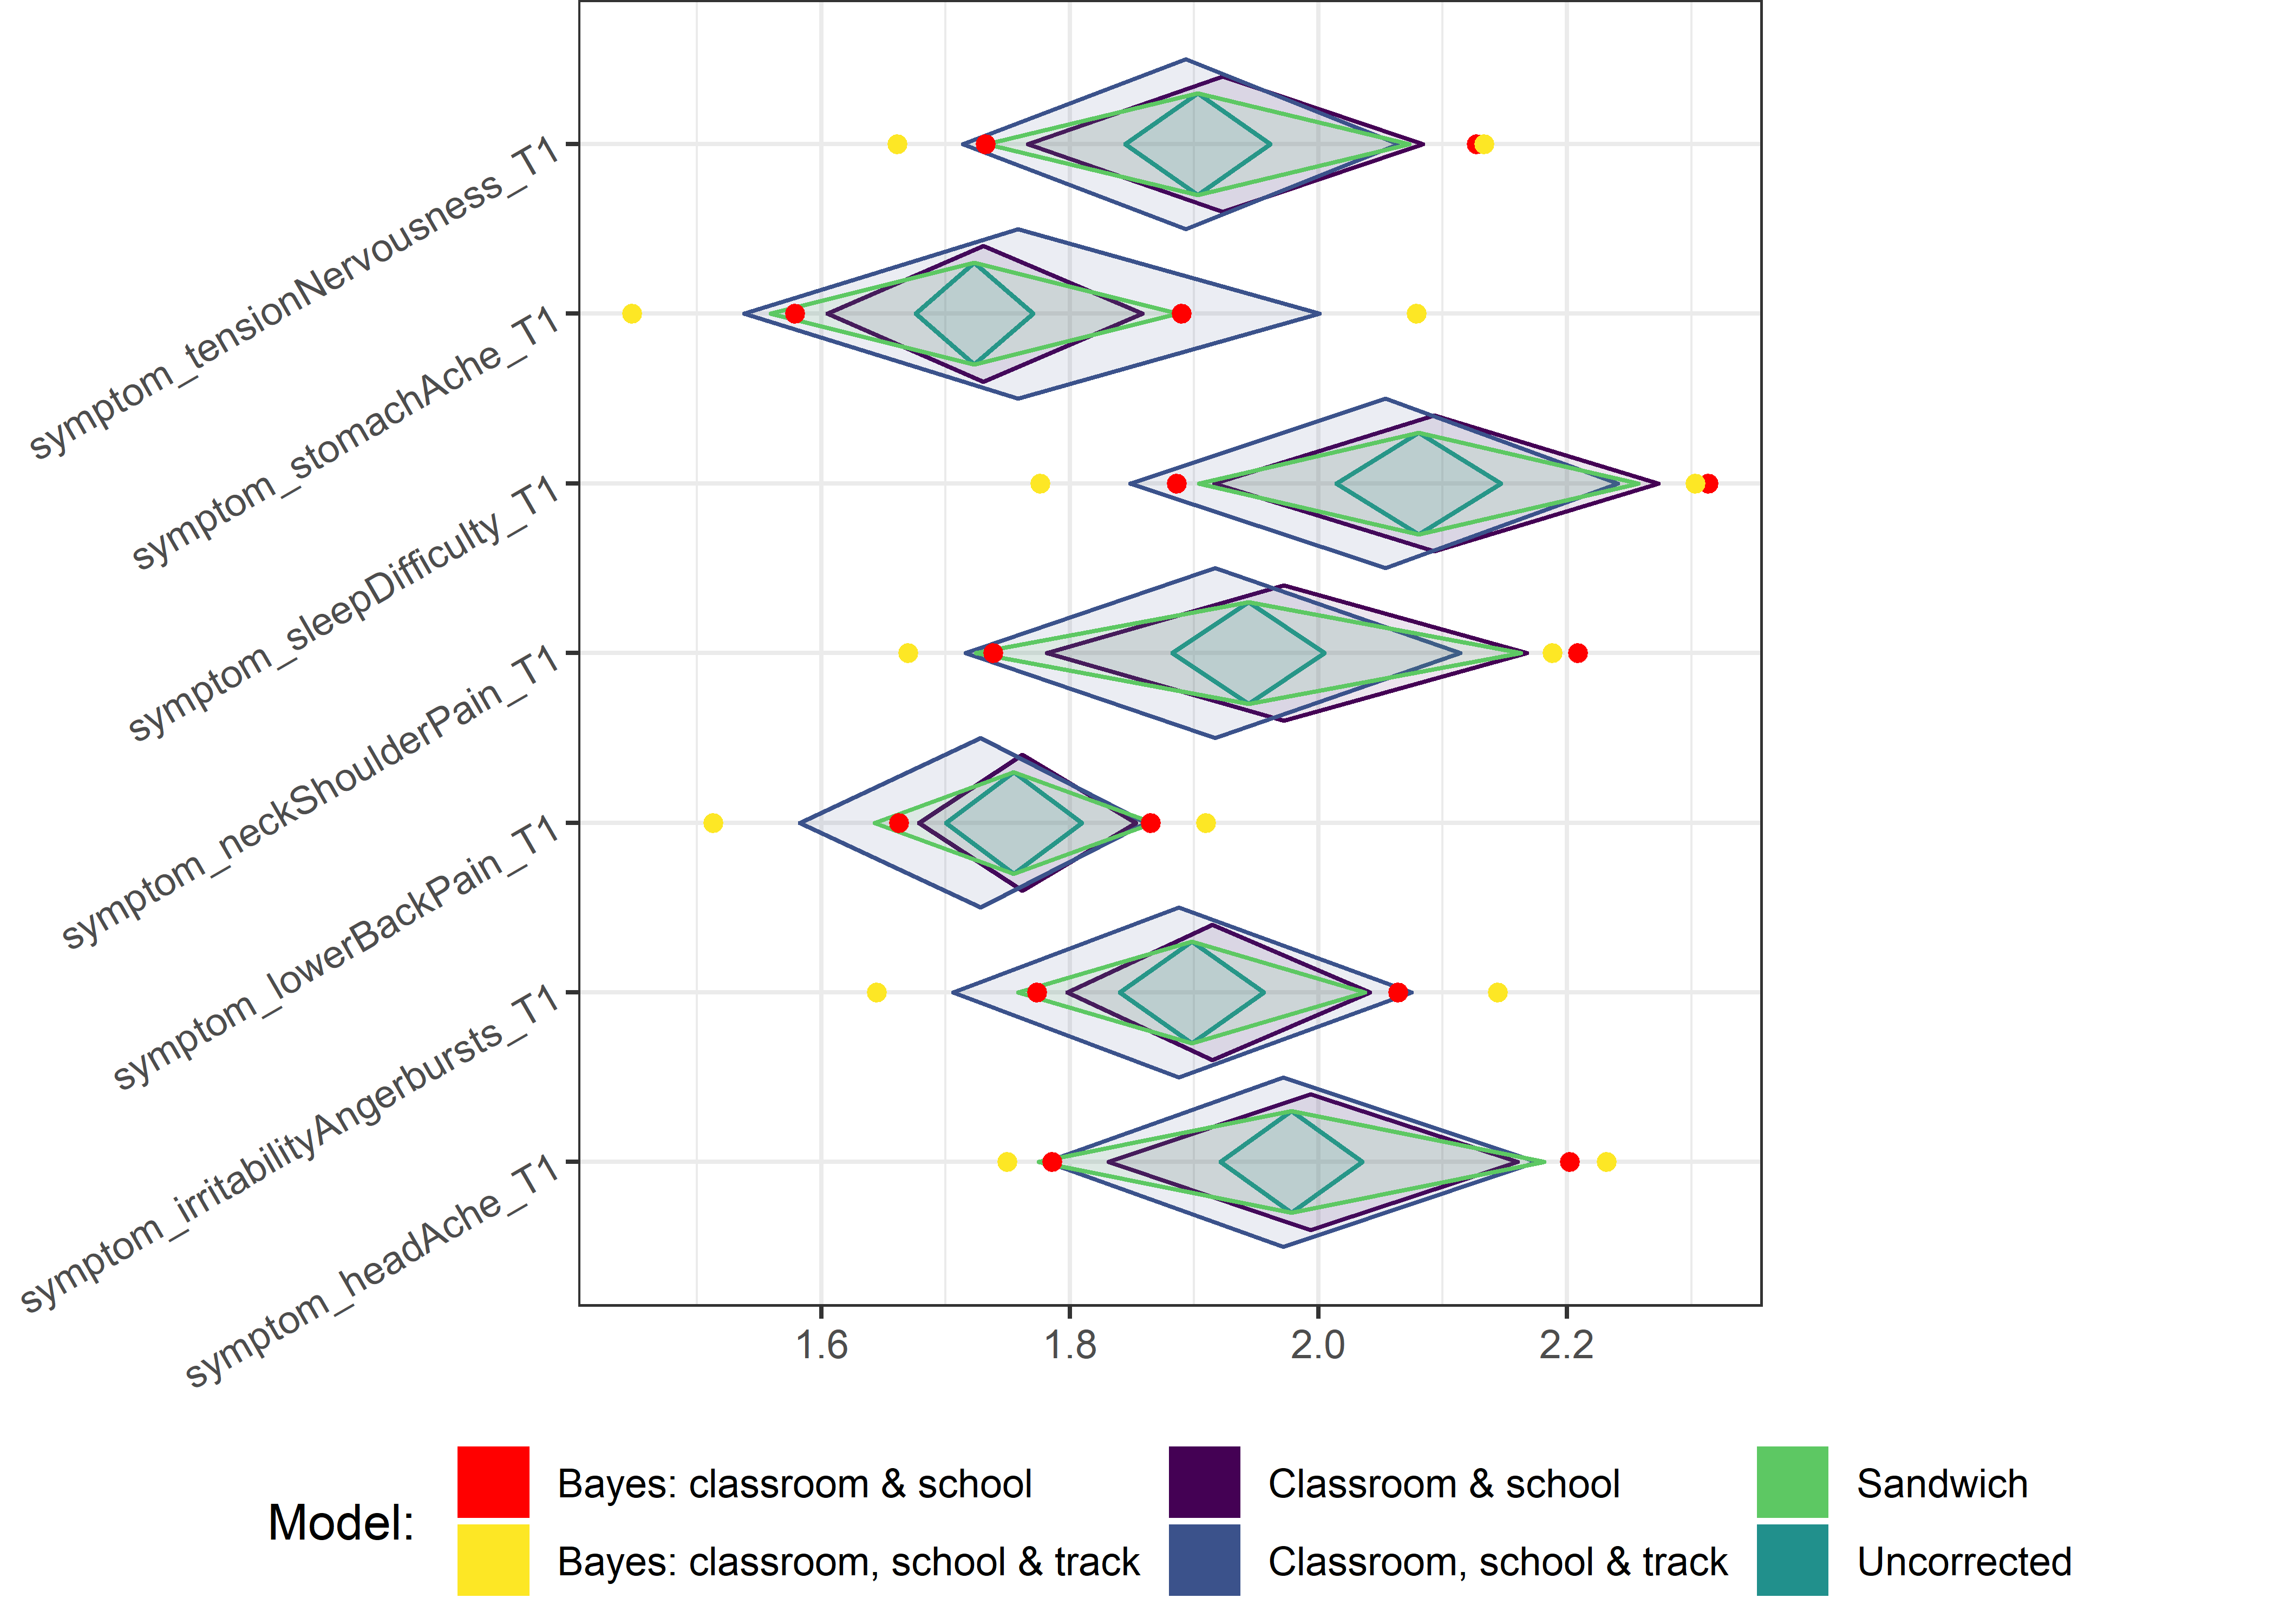 symptom_tensionNervousness_T1
symptom_stomachAche_T1
symptom_sleepDifficulty_T1
symptom_neckShoulderPain_T1
symptom_lowerBackPain_T1
symptom_irritabilityAngerbursts_T1
symptom_headAche_T1
1.6 1.8 2.0 2.2
Model:
Bayes: classroom & school
Bayes: classroom, school & track
Classroom & school
Classroom, school & track
Sandwich
Uncorrected